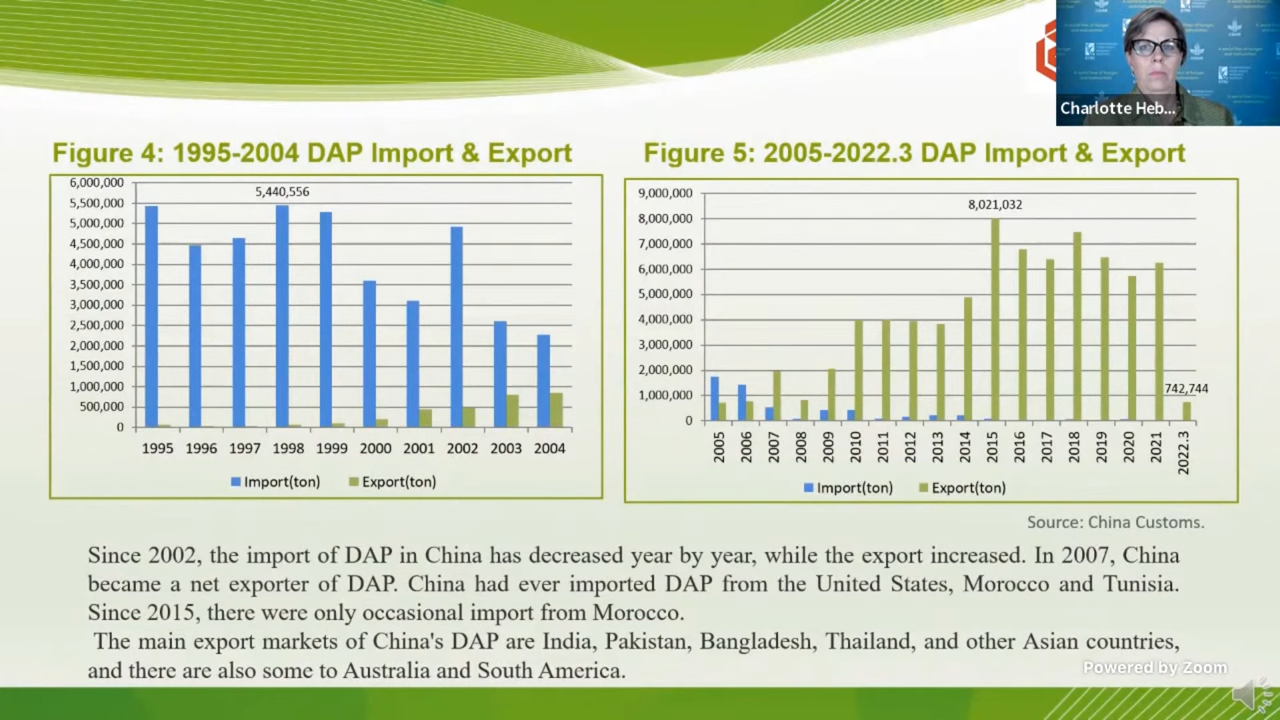 Charlotte Heb...
Figure 4: 1995-2004 DAP Import & Export
6,000,000
5,500,000
5,000,000
4,500,000
4,000,000
3,500,000
3,000,000
2,500,000
2,000,000
1,500,000
1,000,000
500,000
0
5,440,556
1995 1996 1997 1998 1999 2000 2001 2002 2003 2004
Import(ton) Export(ton)
Figure 5: 2005-2022.3 DAP Import & Export
9,000,000
8,000,000
7,000,000
6,000,000
5,000,000
4,000,000
3,000,000
2,000,000
1,000,000
0
8,021,032
742,744
2005 2006 2007 2008 2009 2010 2011 2012 2013 2014 2015 2016 2017 2018 2019 2020 2021 2022.3
Import(ton) Export(ton)
Source: China Customs.
Since 2002, the import of DAP in China has decreased year by year, while the export increased. In 2007, China
became a net exporter of DAP. China had ever imported DAP from the United States, Morocco and Tunisia.
Since 2015, there were only occasional import from Morocco.
The main export markets of China's DAP are India, Pakistan, Bangladesh, Thailand, and other Asian countries,
and there are also some to Australia and South America.
Powered by Zoom